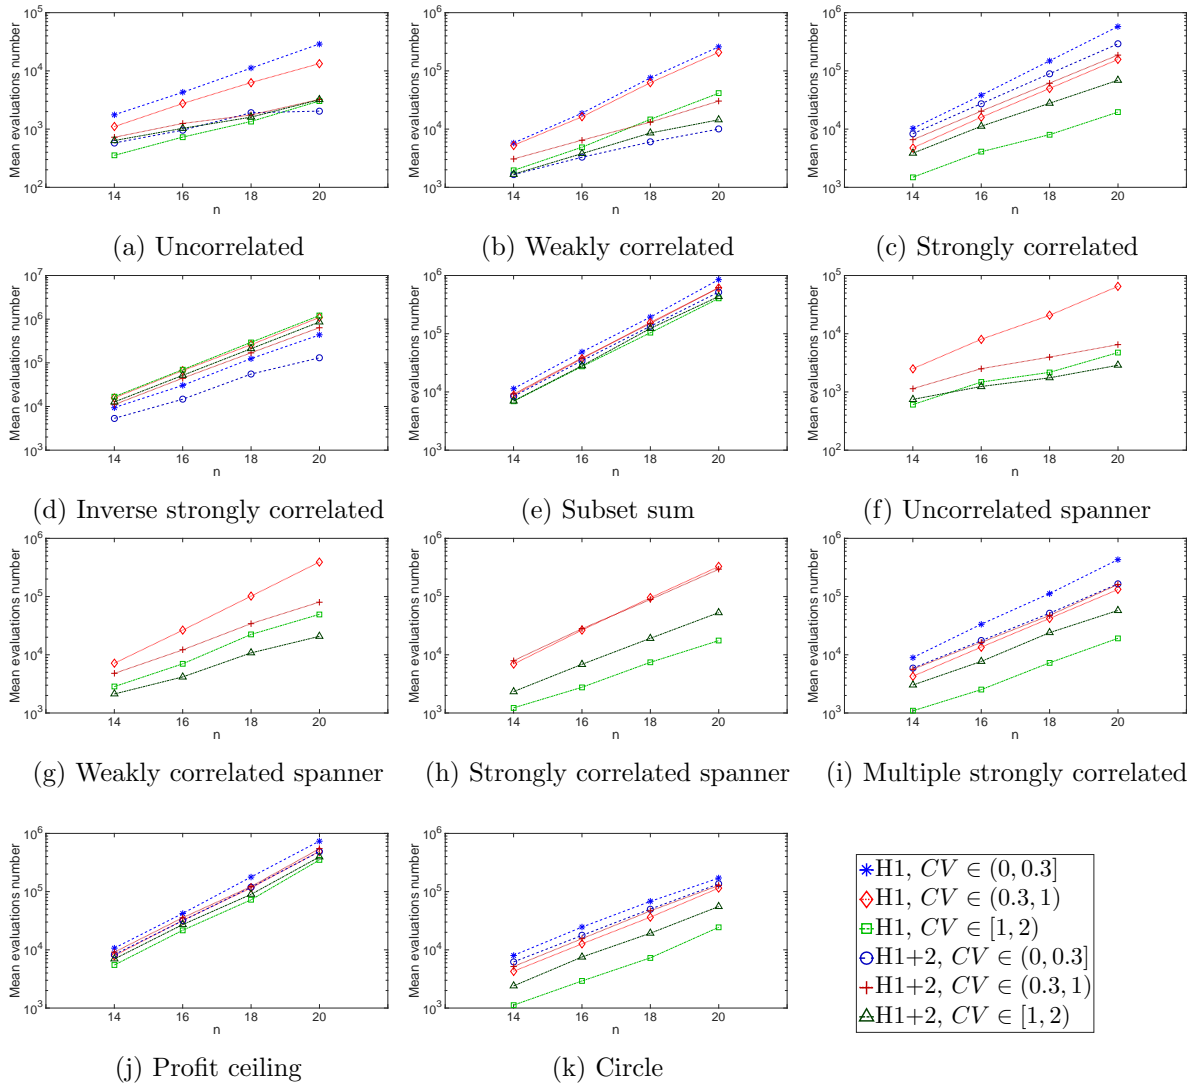 10^5
10^4
10^3
10^2
Mean evaluations number
14 16 18 20
n
(a) Uncorrelated
10^6
10^5
10^4
10^3
Mean evaluations number
14 16 18 20
n
(b) Weakly correlated
10^6
10^5
10^4
10^3
Mean evaluations number
14 16 18 20
n
(c) Strongly correlated
10^7
10^6
10^5
10^4
10^3
Mean evaluations number
14 16 18 20
n
(d) Inverse strongly correlated
10^6
10^5
10^4
10^3
Mean evaluations number
14 16 18 20
n
(e) Subset sum
10^5
10^4
10^3
10^2
Mean evaluations number
14 16 18 20
n
(f) Uncorrelated spanner
10^6
10^5
10^4
10^3
Mean evaluations number
14 16 18 20
n
(g) Weakly correlated spanner
10^6
10^5
10^4
10^3
Mean evaluations number
14 16 18 20
n
(h) Strongly correlated spanner
10^6
10^5
10^4
10^3
Mean evaluations number
14 16 18 20
n
(i) Multiple strongly correlated
10^6
10^5
10^4
10^3
Mean evaluations number
14 16 18 20
n
(j) Profit ceiling
10^6
10^5
10^4
10^3
Mean evaluations number
14 16 18 20
n
(k) Circle
H1, CV ∈ (0, 0.3]
H1, CV ∈ (0.3, 1)
H1, CV ∈ [1, 2)
H1+2, CV ∈ (0, 0.3]
H1+2, CV ∈ (0.3, 1)
H1+2, CV ∈ [1, 2)